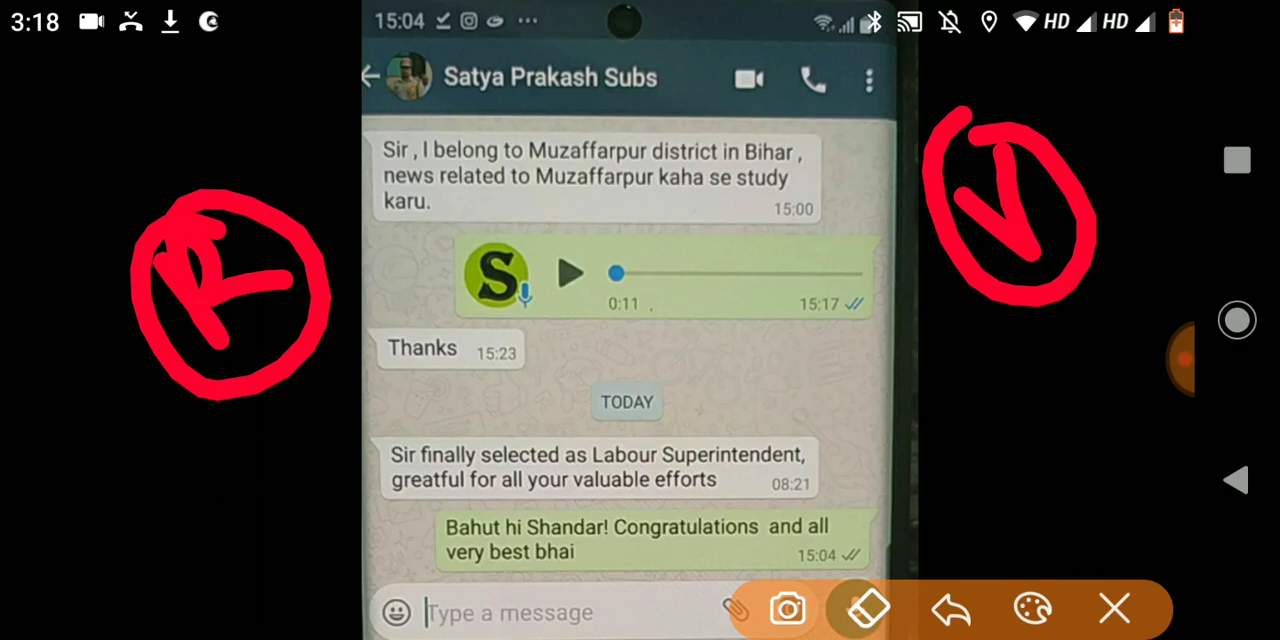 3:18
HD HD
15:04
Satya Prakash Subs
Sir , I belong to Muzaffarpur district in Bihar ,
news related to Muzaffarpur kaha se study
karu.
15:00
S
0:11
15:17
Thanks 15:23
TODAY
Sir finally selected as Labour Superintendent,
greatful for all your valuable efforts
08:21
Bahut hi Shandar! Congratulations and all
very best bhai
15:04
Type a message
R
V